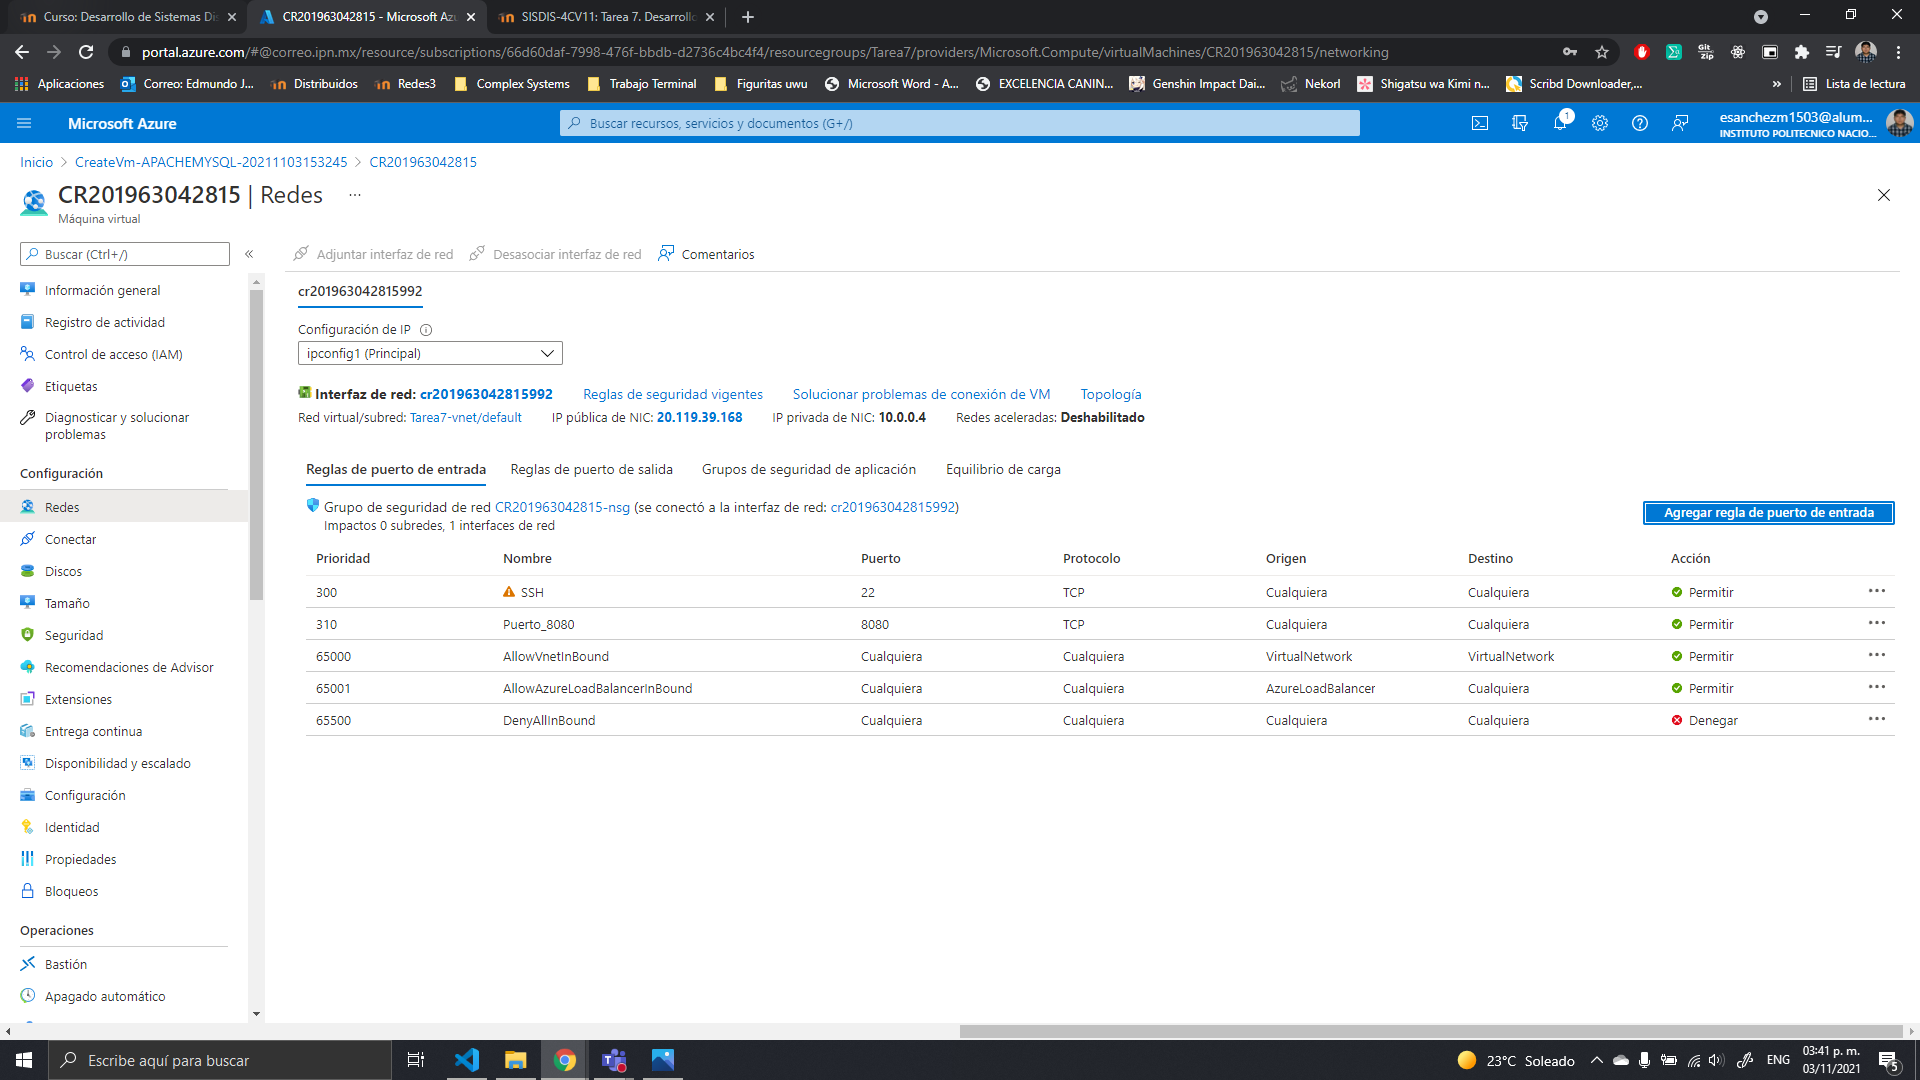 Curso: Desarrollo de Sistemas Dis
CR201963042815 - Microsoft Azu
SISDIS-4CV11: Tarea 7. Desarrollo
portal.azure.com/#@correo.ipn.mx/resource/subscriptions/66d60daf-7998-476f-bbdb-d2736c4bc4f4/resourcegroups/Tarea7/providers/Microsoft.Compute/virtualMachines/CR201963042815/networking
Aplicaciones
Correo: Edmundo J...
Distribuidos
Redes3
Complex Systems
Trabajo Terminal
Figuritas uwu
Microsoft Word - A...
EXCELENCIA CANIN...
Genshin Impact Dai...
Nekorl
Shigatsu wa Kimi n...
Scribd Downloader,...
»
Lista de lectura
Microsoft Azure
Buscar recursos, servicios y documentos (G+/)
1
esanchezm1503@alum...
INSTITUTO POLITECNICO NACIO...
Inicio > CreateVm-APACHEMYSQL-20211103153245 > CR201963042815
CR201963042815 | Redes ...
Máquina virtual
Buscar (Ctrl+/)
«
Adjuntar interfaz de red
Desasociar interfaz de red
Comentarios
Información general
Registro de actividad
Control de acceso (IAM)
Etiquetas
Diagnosticar y solucionar
problemas
Configuración
Redes
Conectar
Discos
Tamaño
Seguridad
Recomendaciones de Advisor
Extensiones
Entrega continua
Disponibilidad y escalado
Configuración
Identidad
Propiedades
Bloqueos
Operaciones
Bastión
Apagado automático
cr201963042815992
Configuración de IP
ipconfig1 (Principal)
Interfaz de red: cr201963042815992 Reglas de seguridad vigentes Solucionar problemas de conexión de VM Topología
Red virtual/subred: Tarea7-vnet/default IP pública de NIC: 20.119.39.168 IP privada de NIC: 10.0.0.4 Redes aceleradas: Deshabilitado
Reglas de puerto de entrada Reglas de puerto de salida Grupos de seguridad de aplicación Equilibrio de carga
Grupo de seguridad de red CR201963042815-nsg (se conectó a la interfaz de red: cr201963042815992)
Impactos 0 subredes, 1 interfaces de red
Agregar regla de puerto de entrada
Prioridad Nombre Puerto Protocolo Origen Destino Acción
300 SSH 22 TCP Cualquiera Cualquiera Permitir ...
310 Puerto_8080 8080 TCP Cualquiera Cualquiera Permitir ...
65000 AllowVnetInBound Cualquiera Cualquiera VirtualNetwork VirtualNetwork Permitir ...
65001 AllowAzureLoadBalancerInBound Cualquiera Cualquiera AzureLoadBalancer Cualquiera Permitir ...
65500 DenyAllInBound Cualquiera Cualquiera Cualquiera Cualquiera Denegar ...
Escribe aquí para buscar
23°C Soleado
ENG
03:41 p. m.
03/11/2021
5